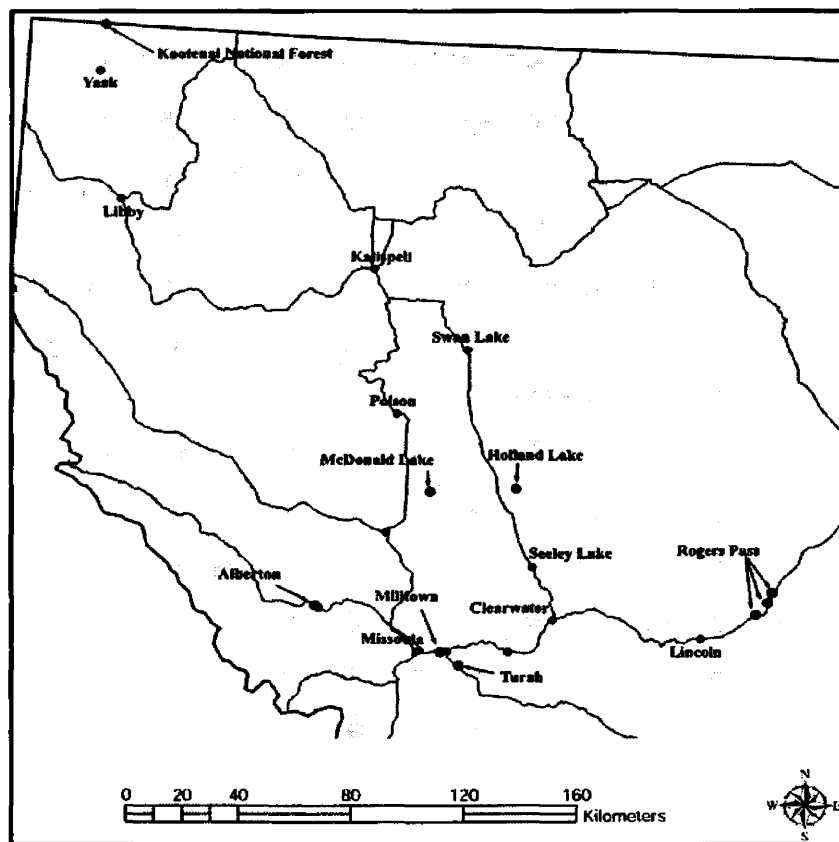 Kootenai National Forest
Yaak
Libby
Kalispell
Swan Lake
Polson
McDonald Lake
Holland Lake
Seeley Lake
Rogers Pass
Alberton
Milltown
Clearwater
Missoula
Lincoln
Turah
N
W E
S
0 20 40 80 120 160
Kilometers